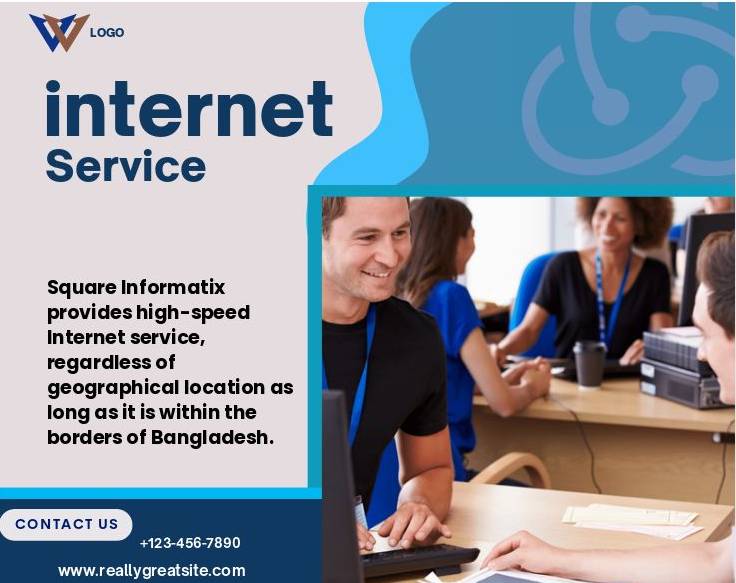 LOGO
internet
Service
Square Informatix
provides high-speed
Internet service,
regardless of
geographical location as
long as it is within the
borders of Bangladesh.
CONTACT US
+123-456-7890
www.reallygreatsite.com